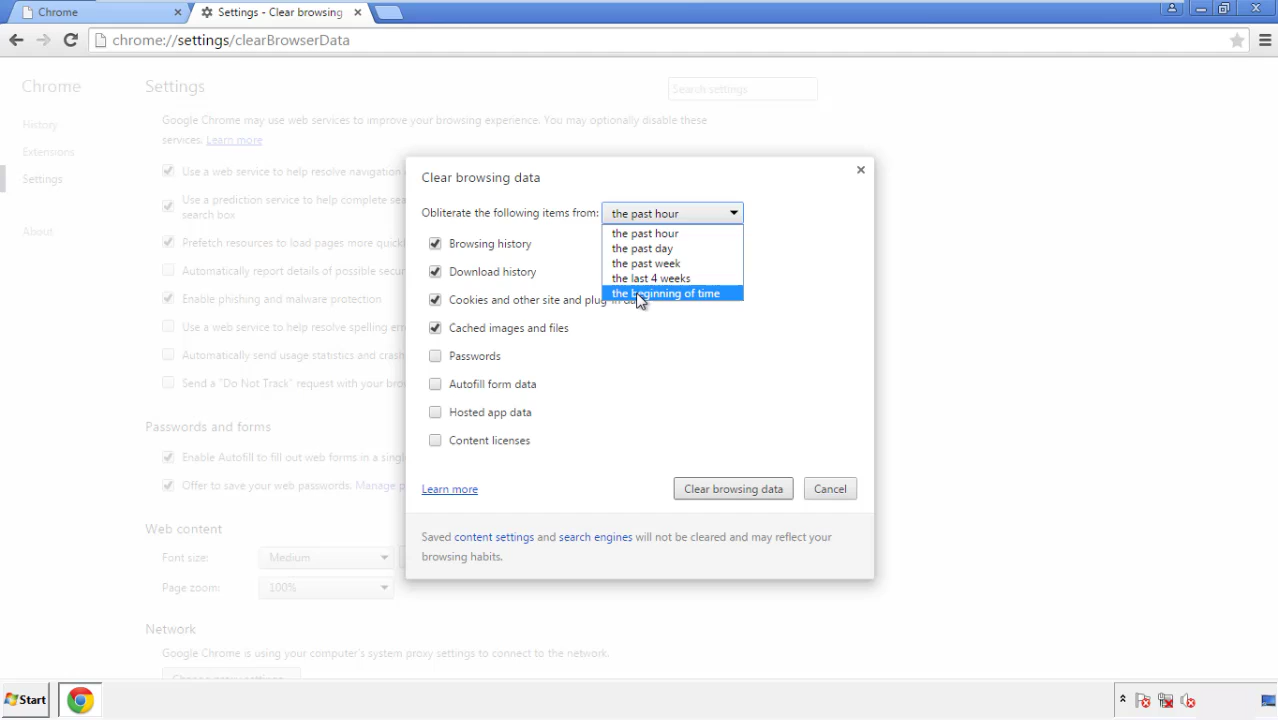 Chrome
Settings - Clear browsing
chrome://settings/clearBrowserData
Chrome
Settings
Search settings
History
Extensions
Settings
About
Google Chrome may use web services to improve your browsing experience. You may optionally disable these
services. Learn more
Use a web service to help resolve navigation
Use a prediction service to help complete
search box
Prefetch resources to load pages more
Automatically report details of possible
Enable phishing and malware protection
Use a web service to help resolve spelling
Automatically send usage statistics and
Send a "Do Not Track" request with your
Passwords and forms
Enable Autofill to fill out web forms in a
Offer to save your web passwords. Manage
Web content
Font size: Medium
Page zoom: 100%
Network
Google Chrome is using your computer's system proxy settings to connect to the network.
Clear browsing data
Obliterate the following items from: the past hour
the past hour
the past day
the past week
the last 4 weeks
the beginning of time
Browsing history
Download history
Cookies and other site and plug-in
Cached images and files
Passwords
Autofill form data
Hosted app data
Content licenses
Learn more
Clear browsing data
Cancel
Saved content settings and search engines will not be cleared and may reflect your
browsing habits.
Start